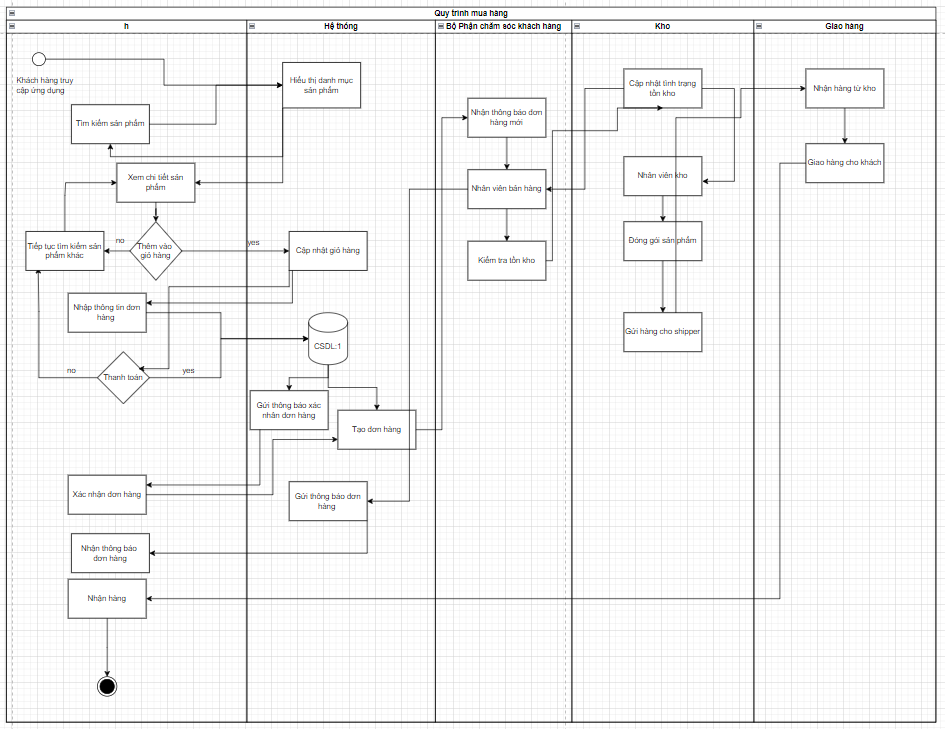 Quy trình mua hàng
h
Hệ thống
Bộ Phận chăm sóc khách hàng
Kho
Giao hàng
Khách hàng truy
cập ứng dụng
Hiểu thị danh mục
sản phẩm
Tìm kiếm sản phẩm
Xem chi tiết sản
phẩm
Tiếp tục tìm kiếm sản
phẩm khác
no
Thêm vào
giỏ hàng
yes
Cập nhật giỏ hàng
Nhập thông tin đơn
hàng
no
Thanh toán
yes
CSDL:1
Gửi thông báo xác
nhân đơn hàng
Tạo đơn hàng
Xác nhận đơn hàng
Gửi thông báo đơn
hàng
Nhận thông báo
đơn hàng
Nhận hàng
Nhận thông báo đơn
hàng mới
Nhân viên bán hàng
Kiểm tra tồn kho
Cập nhật tình trạng
tồn kho
Nhân viên kho
Đóng gói sản phẩm
Gửi hàng cho shipper
Nhận hàng từ kho
Giao hàng cho khách